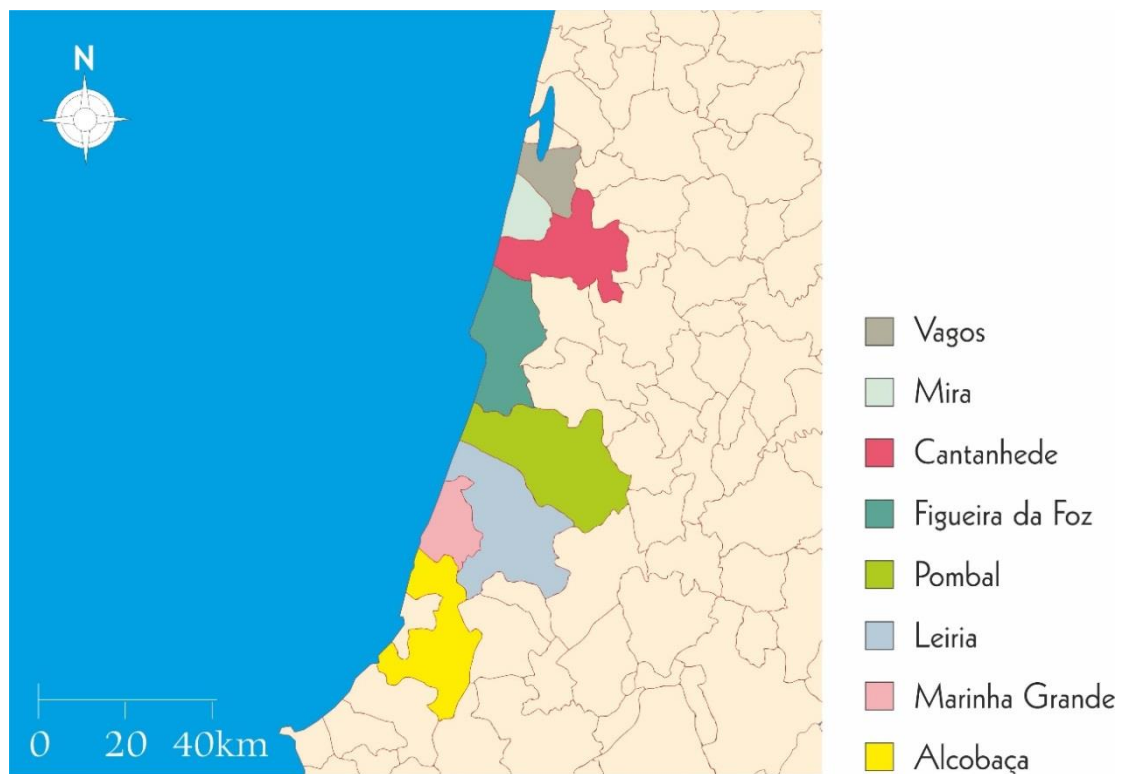 N
Vagos
Mira
Cantanhede
Figueira da Foz
Pombal
Leiria
Marinha Grande
Alcobaça
0 20 40km